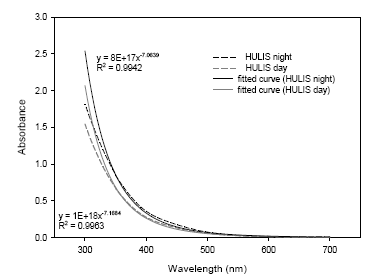 3.0
2.5
2.0
1.5
1.0
0.5
0.0
Absorbance
y = 8E+17x^-7.0639
R² = 0.9942
HULIS night
HULIS day
fitted curve (HULIS night)
fitted curve (HULIS day)
y = 1E+18x^-7.1684
R² = 0.9963
300 400 500 600 700
Wavelength (nm)